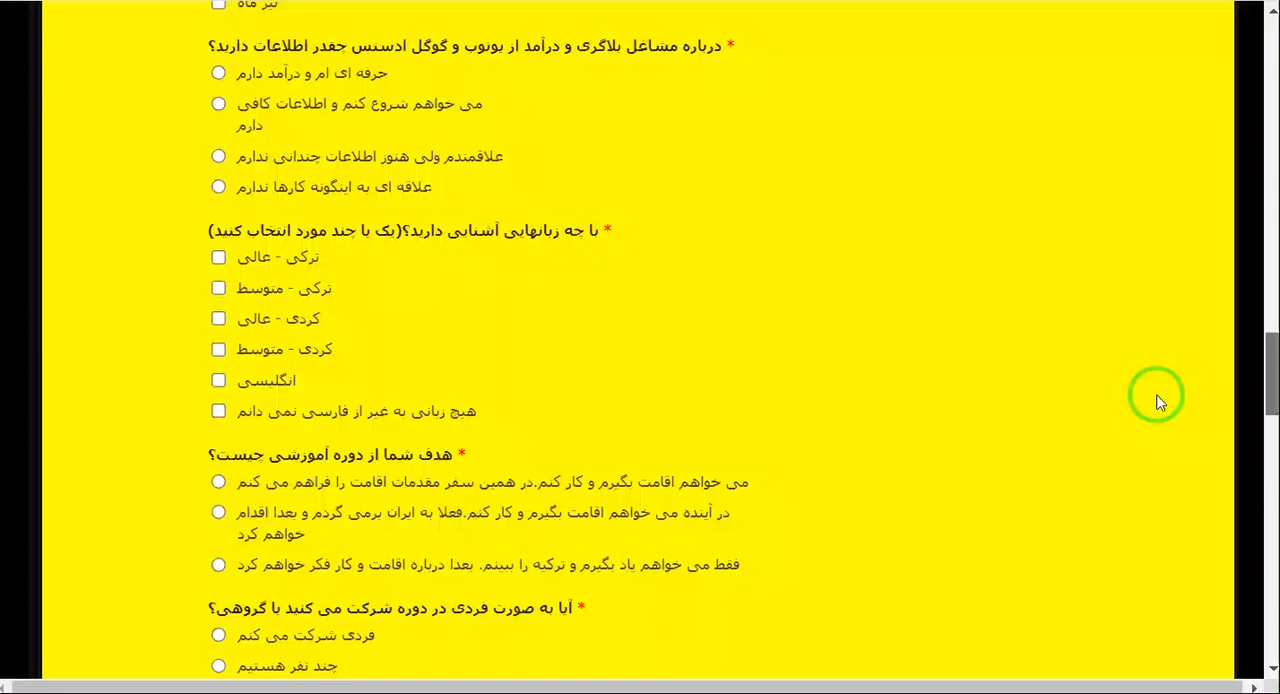 تیر ماه
* درباره مشاغل بلاگری و درآمد از یوتوب و گوگل ادسنس چقدر اطلاعات دارید؟
حرفه ای ام و درآمد دارم
می خواهم شروع کنم و اطلاعات کافی
دارم
علاقمندم ولی هنوز اطلاعات چندانی ندارم
علاقه ای به اینگونه کارها ندارم
* با چه زبانهایی آشنایی دارید؟(یک یا چند مورد انتخاب کنید)
ترکی - عالی
ترکی - متوسط
کردی - عالی
کردی - متوسط
انگلیسی
هیچ زبانی به غیر از فارسی نمی دانم
* هدف شما از دوره آموزشی چیست؟
می خواهم اقامت بگیرم و کار کنم.در همین سفر مقدمات اقامت را فراهم می کنم
در آینده می خواهم اقامت بگیرم و کار کنم.فعلا به ایران برمی گردم و بعدا اقدام
خواهم کرد
فقط می خواهم یاد بگیرم و ترکیه را ببینم. بعدا درباره اقامت و کار فکر خواهم کرد
* آیا به صورت فردی در دوره شرکت می کنید یا گروهی؟
فردی شرکت می کنم
چند نفر هستیم